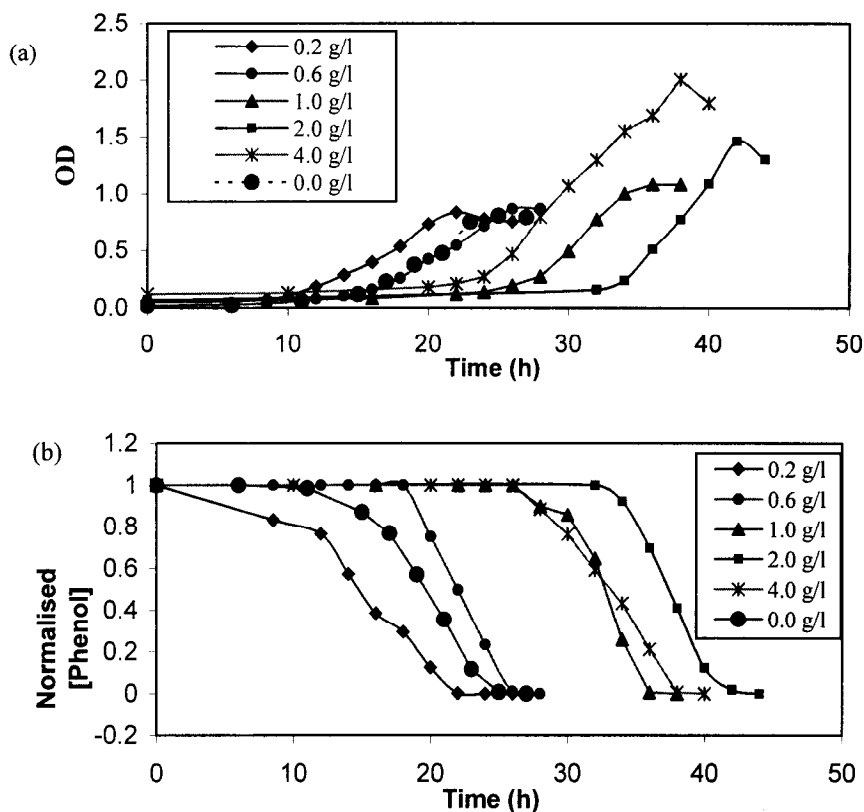 (a)
OD
2.5
2.0
1.5
1.0
0.5
0.0
0.2 g/l
0.6 g/l
1.0 g/l
2.0 g/l
4.0 g/l
0.0 g/l
0
10
20
30
40
50
Time (h)
(b)
Normalised
[Phenol]
1.2
1
0.8
0.6
0.4
0.2
0
-0.2
0.2 g/l
0.6 g/l
1.0 g/l
2.0 g/l
4.0 g/l
0.0 g/l
0
10
20
30
40
50
Time (h)